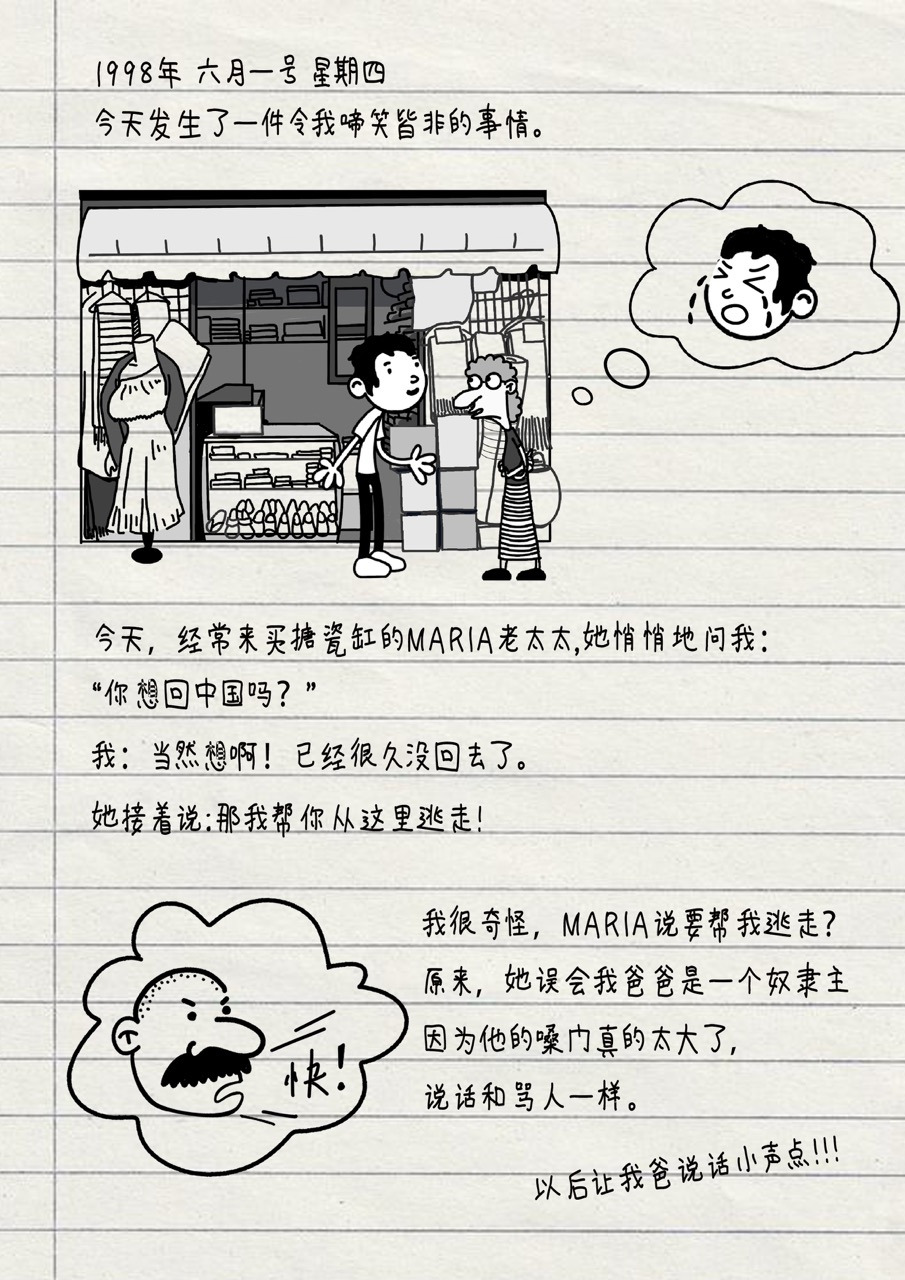 1998年 六月一号 星期四
今天发生了一件令我啼笑皆非的事情。
今天，经常来买搪瓷缸的MARIA老太太,她悄悄地问我：
“你想回中国吗？”
我：当然想啊！已经很久没回去了。
她接着说:那我帮你从这里逃走！
快！
我很奇怪，MARIA说要帮我逃走？
原来，她误会我爸爸是一个奴隶主
因为他的嗓门真的太大了，
说话和骂人一样。
以后让我爸说话小声点!!!